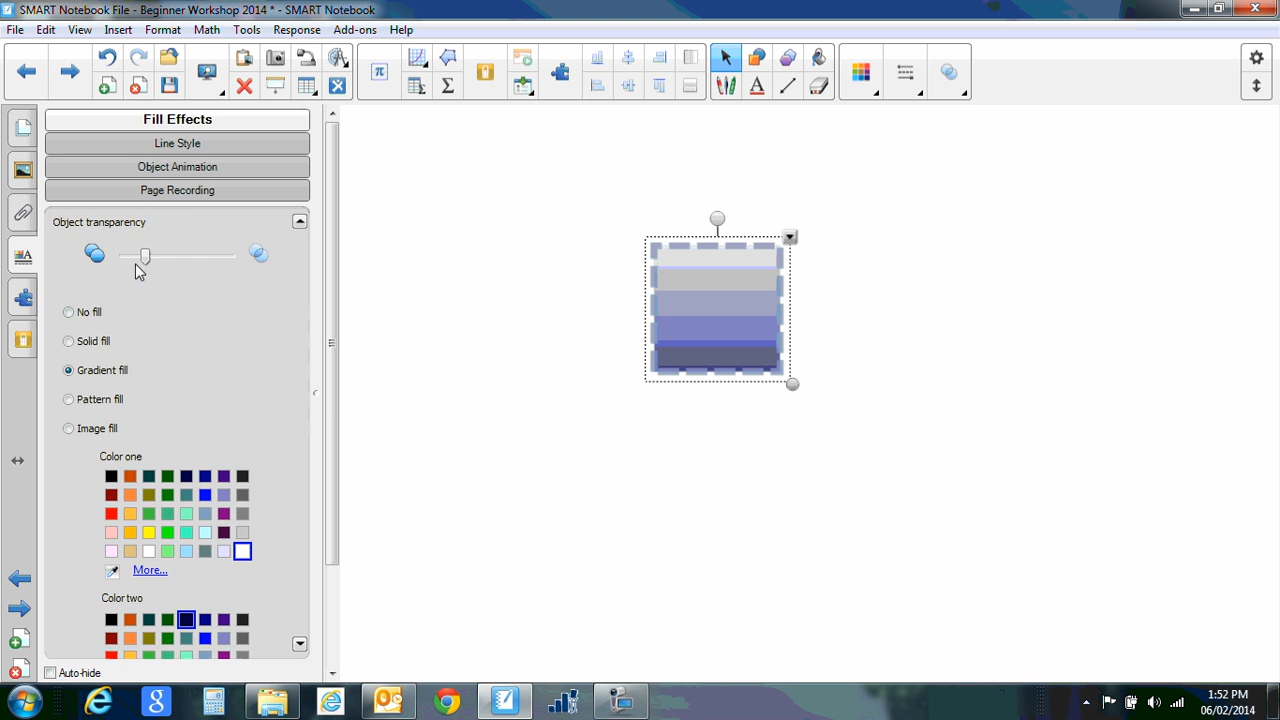 SMART Notebook File - Beginner Workshop 2014 * - SMART Notebook
File Edit View Insert Format Math Tools Response Add-ons Help
Fill Effects
Line Style
Object Animation
Page Recording
Object transparency
No fill
Solid fill
Gradient fill
Pattern fill
Image fill
Color one
More...
Color two
Auto-hide
1:52 PM
06/02/2014